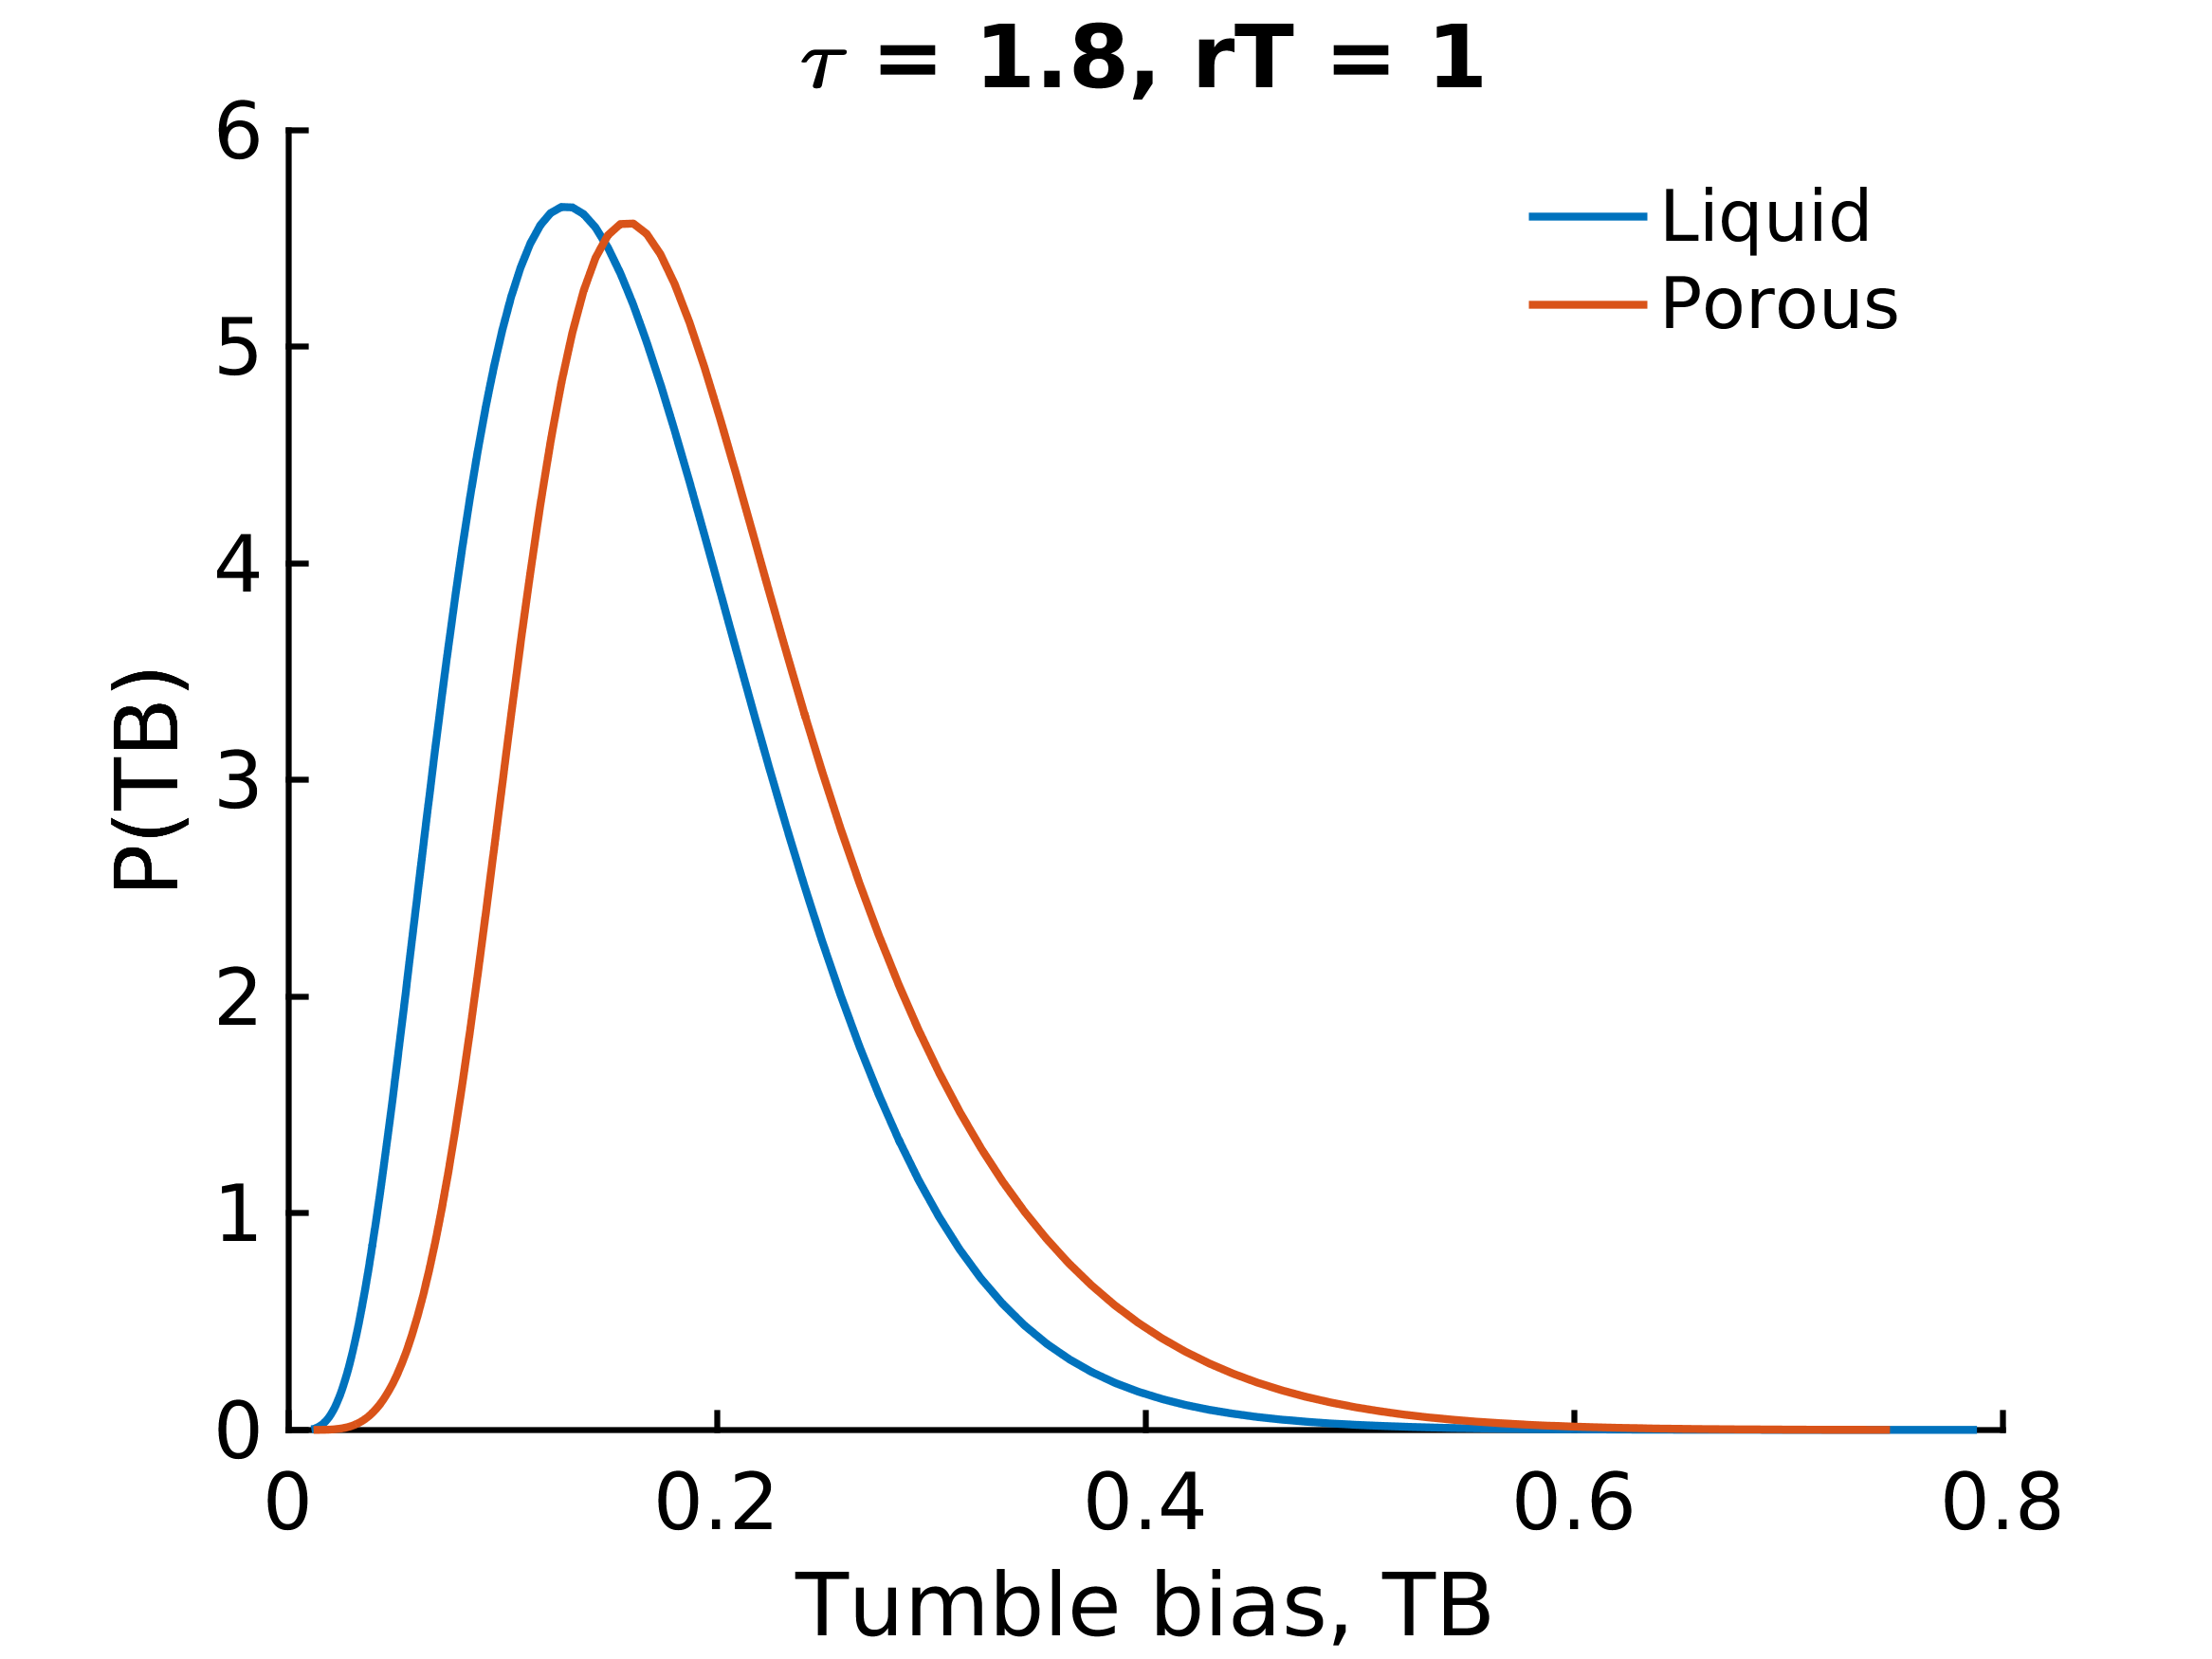 τ = 1.8, rT = 1
6
5
4
3
2
1
0
P(TB)
Liquid
Porous
0 0.2 0.4 0.6 0.8
Tumble bias, TB